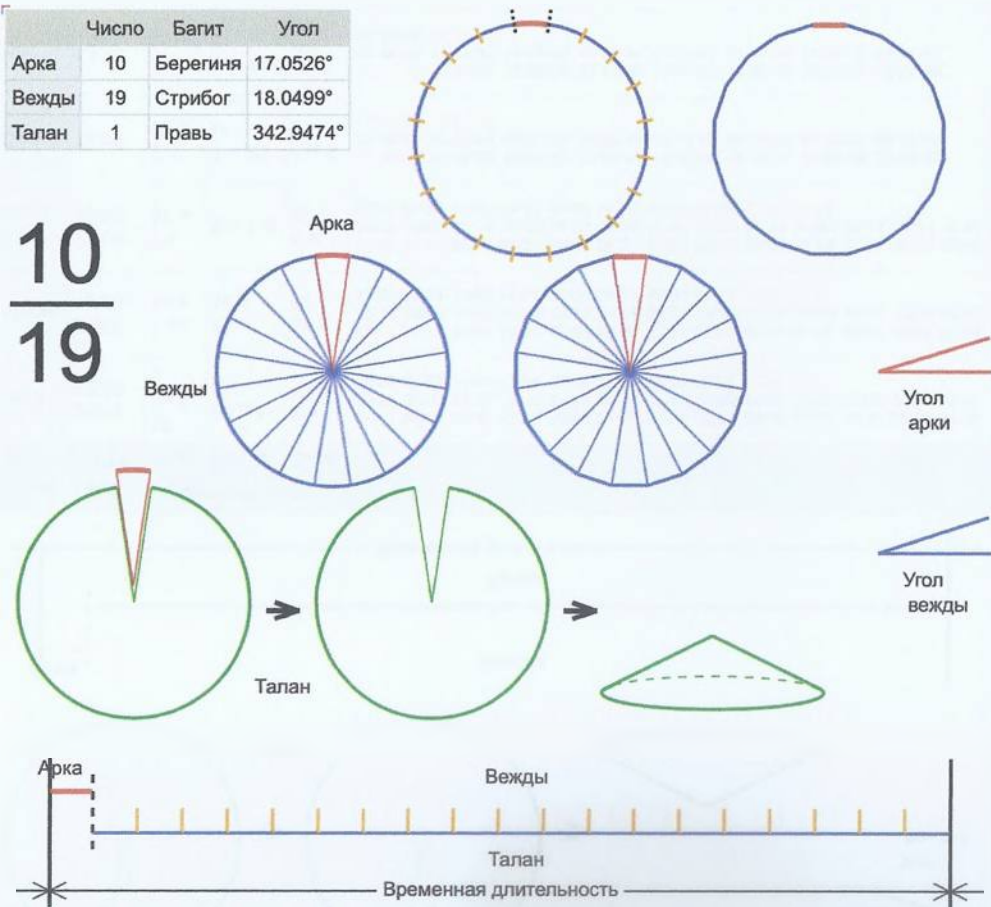 Число Багит Угол
Арка 10 Берегиня 17.0526°
Вежды 19 Стрибог 18.0499°
Талан 1 Правь 342.9474°
10
19
Арка
Вежды
Угол
арки
Угол
вежды
Талан
Арка
Вежды
Талан
Временная длительность